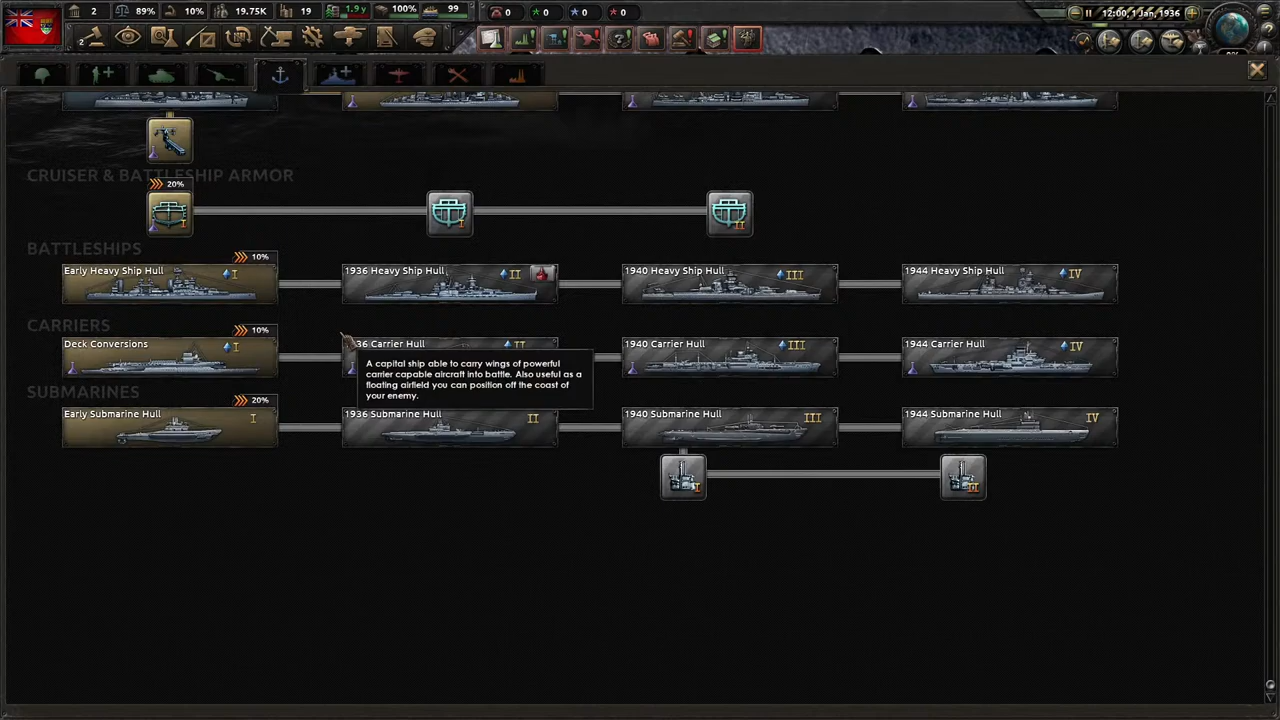 2 89% 10% 19.75K 19 1.9 y 100% 99 0 0 0 0 12:00, 1 Jan, 1936
2
CRUISER & BATTLESHIP ARMOR
20%
I I II
BATTLESHIPS
10%
Early Heavy Ship Hull I 1936 Heavy Ship Hull II 1940 Heavy Ship Hull III 1944 Heavy Ship Hull IV
CARRIERS
10%
Deck Conversions I 36 Carrier Hull II 1940 Carrier Hull III 1944 Carrier Hull IV
A capital ship able to carry wings of powerful
carrier capable aircraft into battle. Also useful as a
floating airfield you can position off the coast of
your enemy.
SUBMARINES
20%
Early Submarine Hull I 1936 Submarine Hull II 1940 Submarine Hull III 1944 Submarine Hull IV
I II